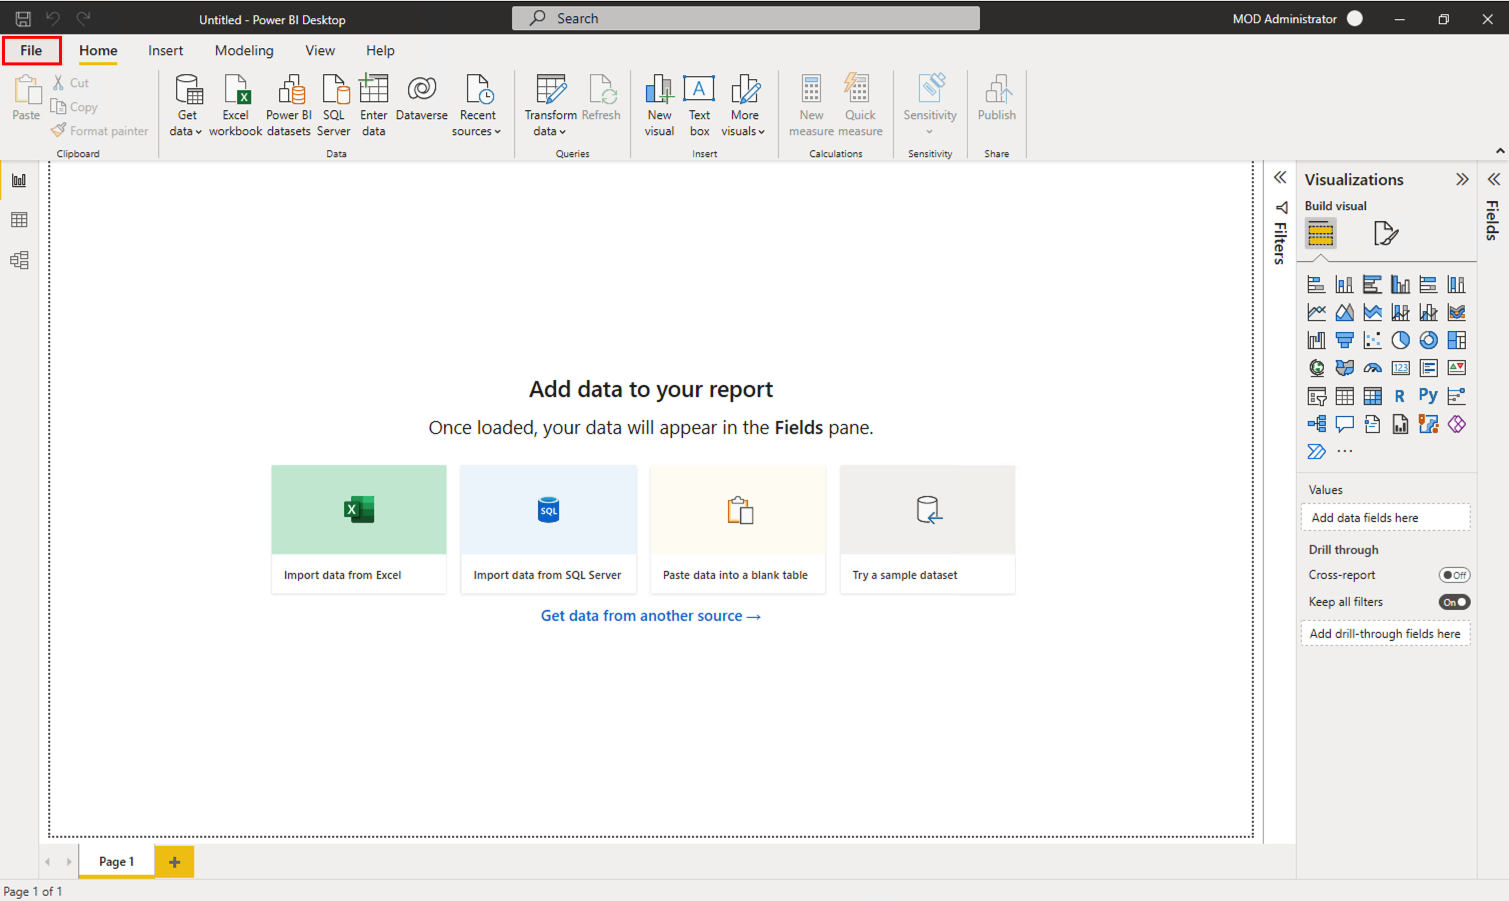 Untitled - Power BI Desktop
Search
MOD Administrator
File
Home
Insert
Modeling
View
Help
Paste
Cut
Copy
Format painter
Clipboard
Get
data
Excel
workbook
Power BI
datasets
SQL
Server
Enter
data
Dataverse
Recent
sources
Data
Transform
data
Refresh
Queries
New
visual
A
Text
box
More
visuals
Insert
New
measure
Quick
measure
Calculations
Sensitivity
Sensitivity
Publish
Share
Filters
Visualizations
Build visual
Fields
123
R
Py
Values
Add data fields here
Drill through
Cross-report
Off
Keep all filters
On
Add drill-through fields here
Add data to your report
Once loaded, your data will appear in the Fields pane.
X
Import data from Excel
SQL
Import data from SQL Server
Paste data into a blank table
Try a sample dataset
Get data from another source →
Page 1
+
Page 1 of 1